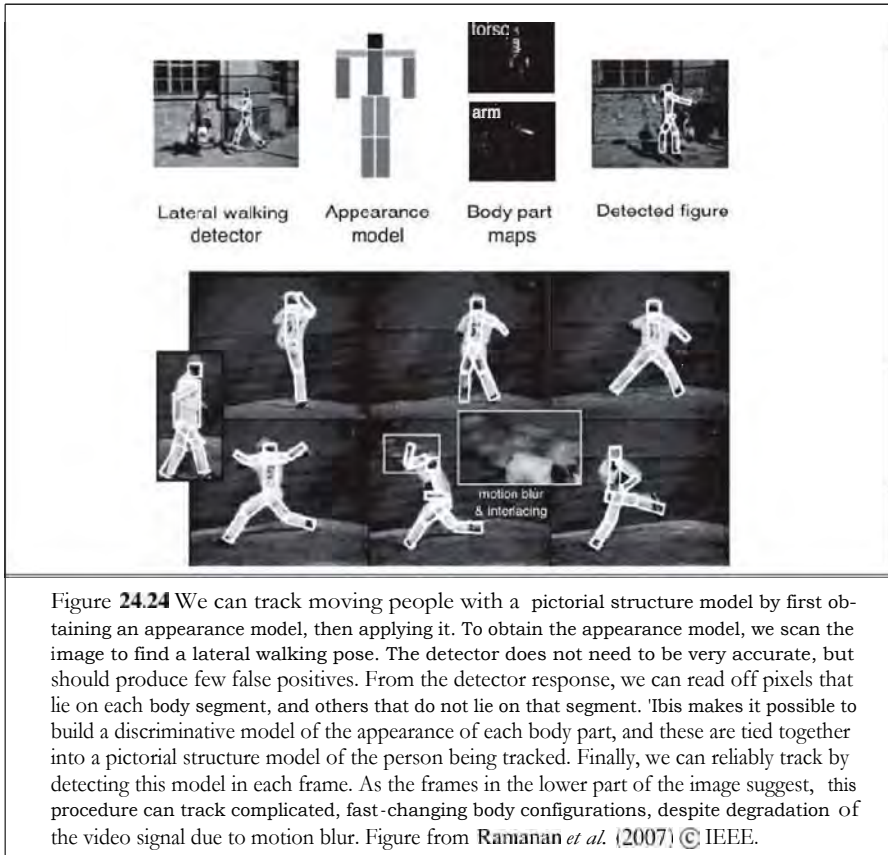 torso
arm
Lateral walking
detector
Appearance
model
Body part
maps
Detected figure
motion blur
& interlacing
Figure 24.24 We can track moving people with a pictorial structure model by first ob-
taining an appearance model, then applying it. To obtain the appearance model, we scan the
image to find a lateral walking pose. The detector does not need to be very accurate, but
should produce few false positives. From the detector response, we can read off pixels that
lie on each body segment, and others that do not lie on that segment. 'Ibis makes it possible to
build a discriminative model of the appearance of each body part, and these are tied together
into a pictorial structure model of the person being tracked. Finally, we can reliably track by
detecting this model in each frame. As the frames in the lower part of the image suggest, this
procedure can track complicated, fast-changing body configurations, despite degradation of
the video signal due to motion blur. Figure from Ramanan et al. (2007) © IEEE.